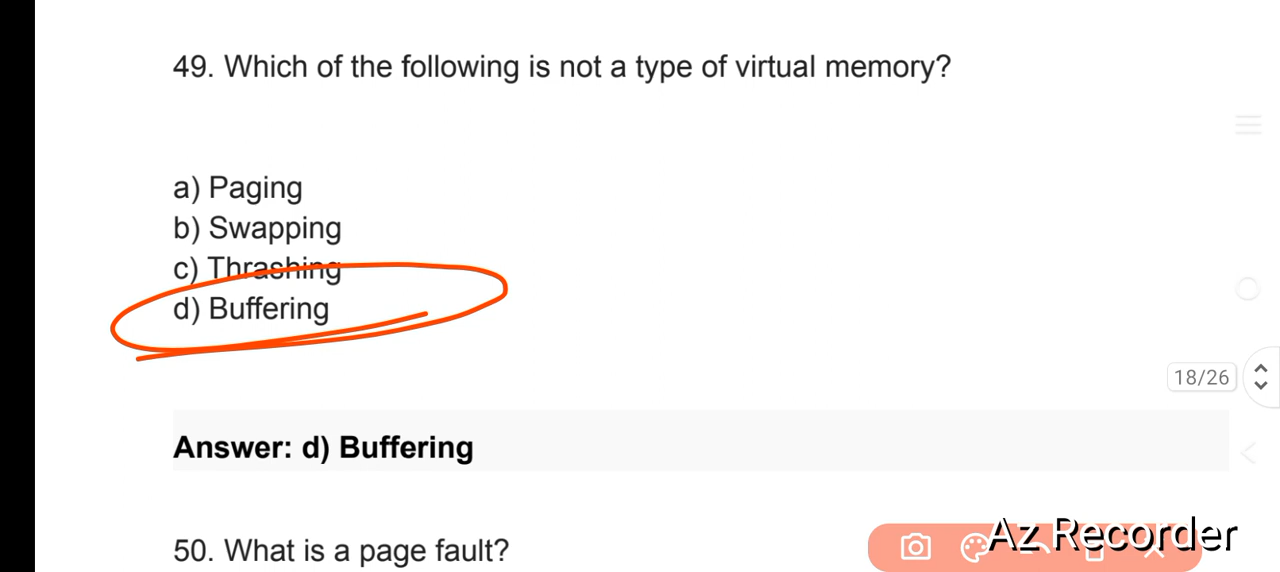 49. Which of the following is not a type of virtual memory?
a) Paging
b) Swapping
c) Thrashing
d) Buffering
18/26
Answer: d) Buffering
50. What is a page fault?
Az Recorder